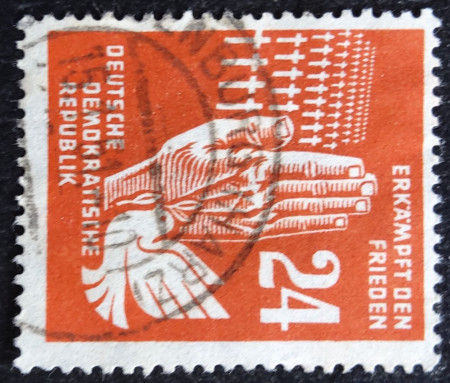 ERKÄMPFT DEN
FRIEDEN
24
DEUTSCHE
DEMOKRATISCHE
REPUBLIK